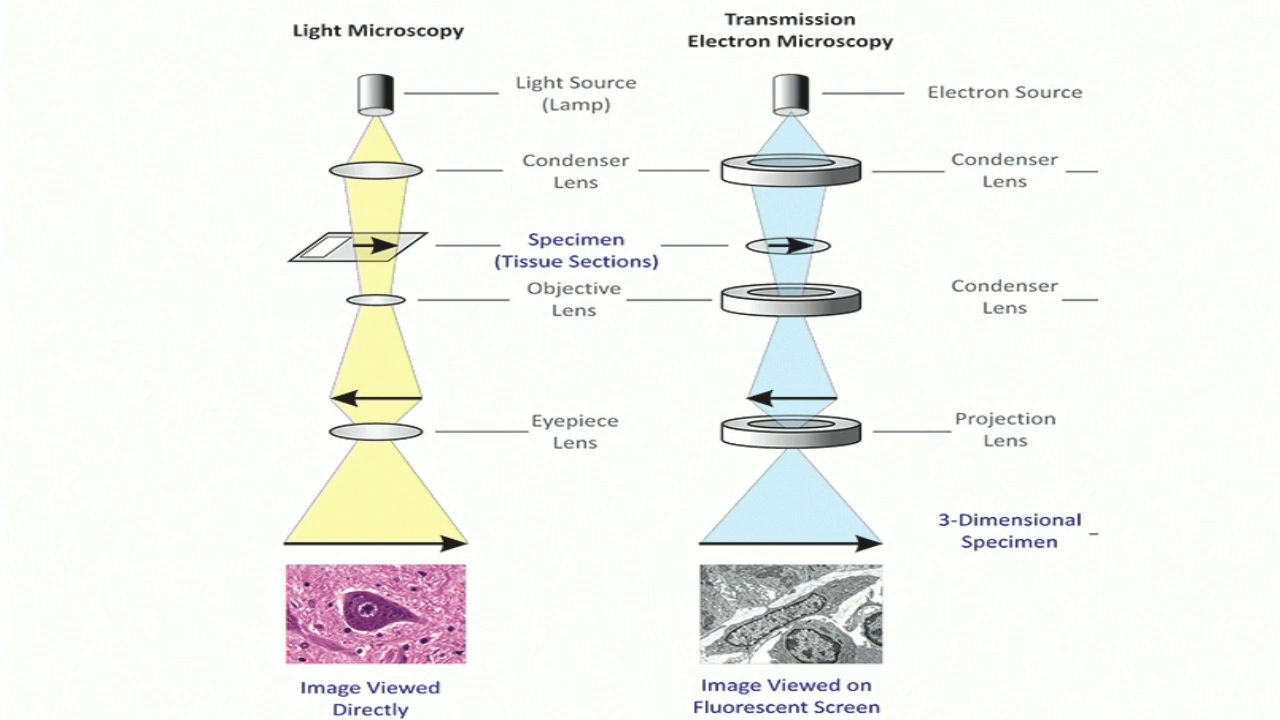 Light Microscopy
Transmission
Electron Microscopy
Light Source
(Lamp)
Electron Source
Condenser
Lens
Condenser
Lens
Specimen
(Tissue Sections)
Objective
Lens
Condenser
Lens
Eyepiece
Lens
Projection
Lens
3-Dimensional
Specimen
Image Viewed
Directly
Image Viewed on
Fluorescent Screen